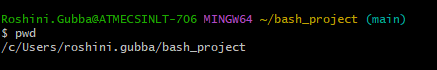 Roshini.Gubba@ATMECSINLT-706 MINGW64 ~/bash_project (main)
$ pwd
/c/Users/roshini.gubba/bash_project